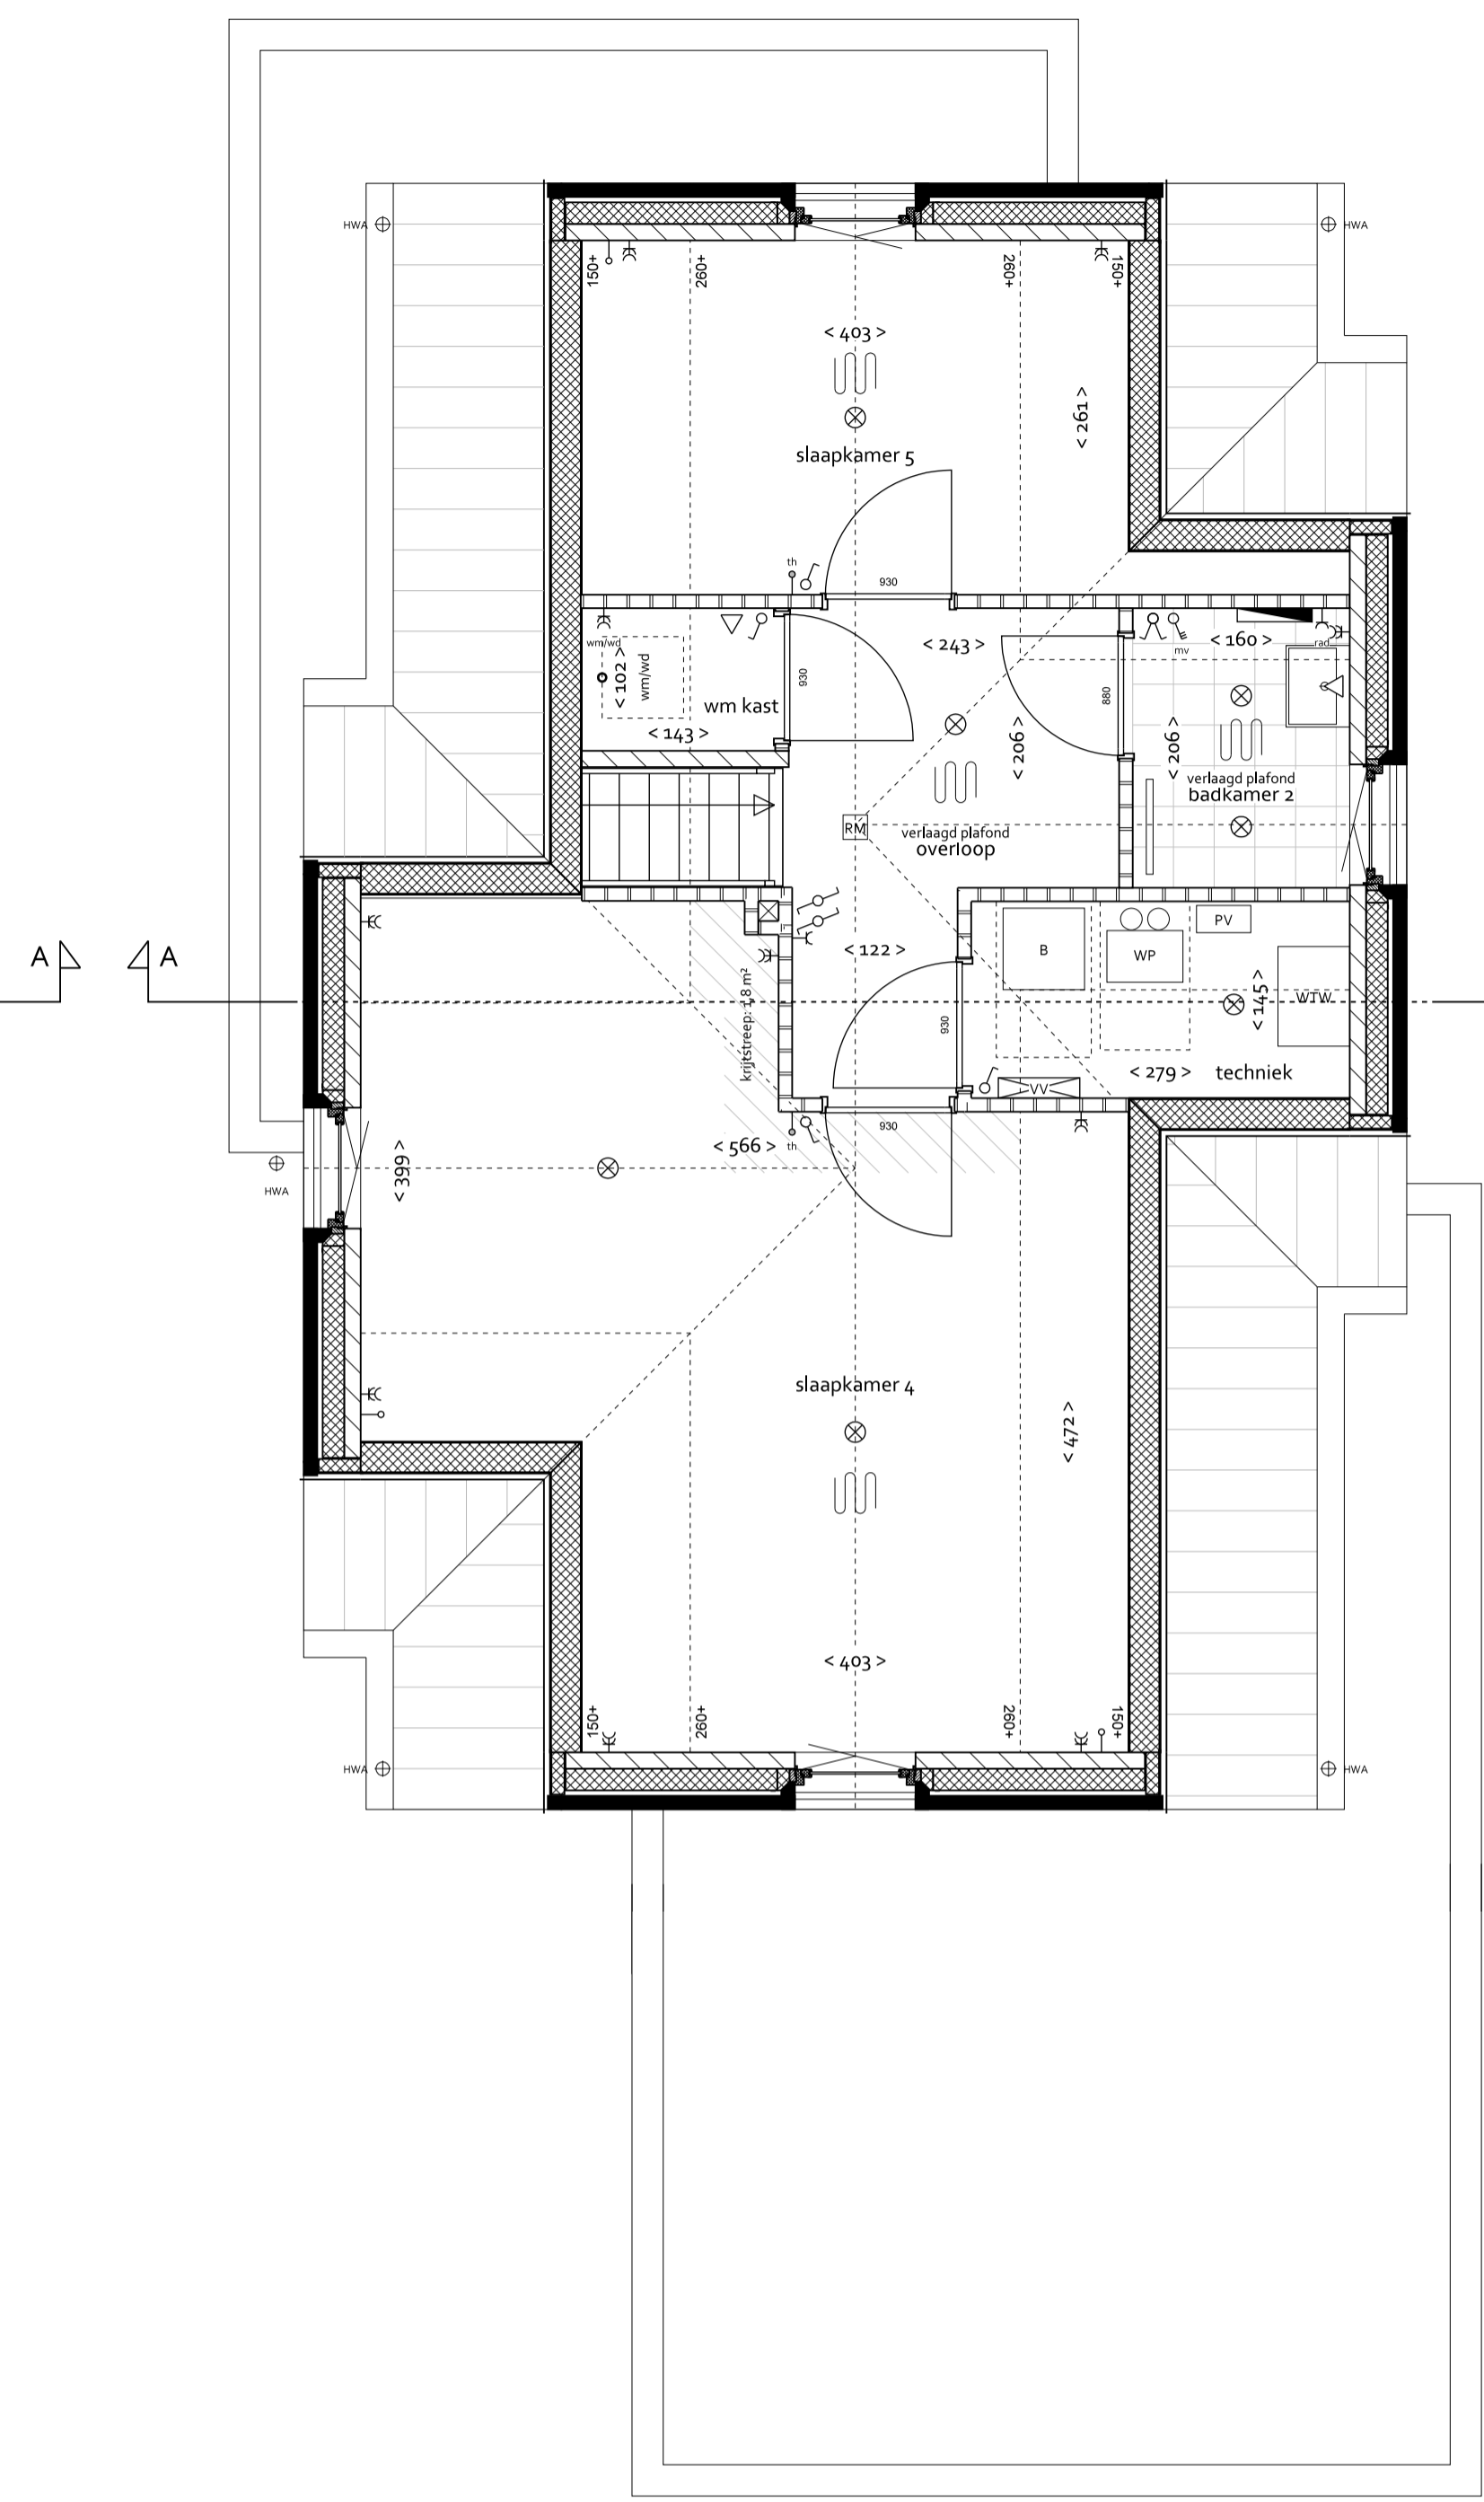 HWA
HWA
150+
260+
260+
150+
< 403 >
< 261 >
slaapkamer 5
th
930
wm/wd
< 102 >
wm/wd
930
wm kast
< 143 >
< 243 >
< 206 >
880
mv
< 160 >
rad
< 206 >
verlaagd plafond
badkamer 2
RM
verlaagd plafond
overloop
A
A
< 122 >
B
WP
PV
WTW
< 145 >
krijtstreep: 1,8 m²
930
VV
< 279 >
techniek
HWA
< 399 >
< 566 >
th
930
slaapkamer 4
< 472 >
< 403 >
150+
260+
260+
150+
HWA
HWA